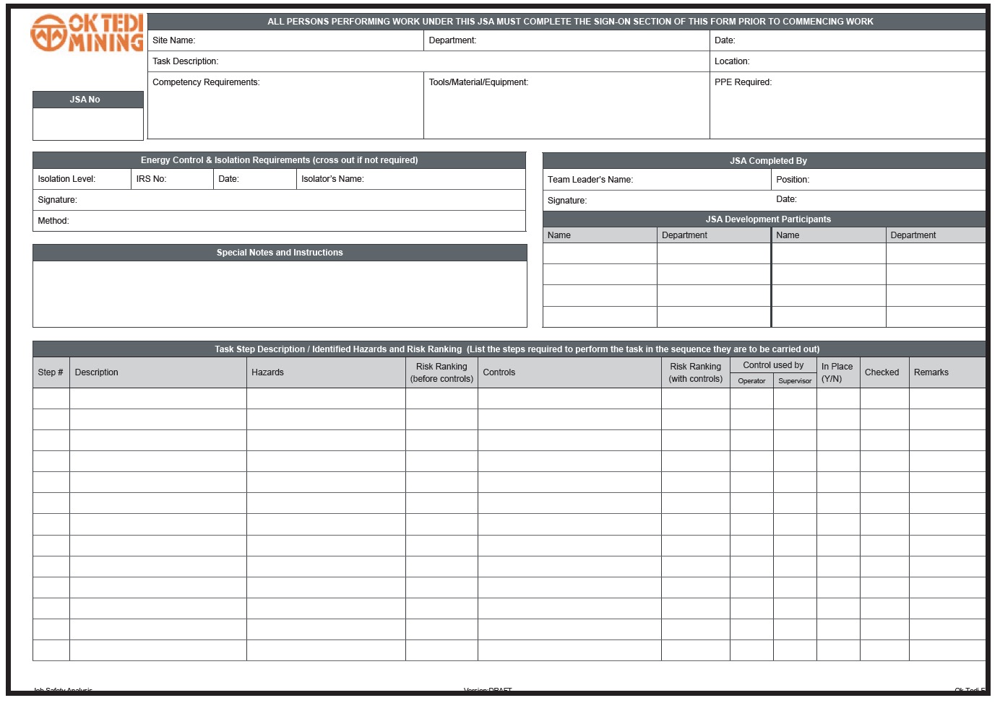 OK TEDI
MINING
ALL PERSONS PERFORMING WORK UNDER THIS JSA MUST COMPLETE THE SIGN-ON SECTION OF THIS FORM PRIOR TO COMMENCING WORK
Site Name:
Department:
Date:
Task Description:
Location:
Competency Requirements:
Tools/Material/Equipment:
PPE Required:
JSA No
Energy Control & Isolation Requirements (cross out if not required)
Isolation Level:
IRS No:
Date:
Isolator's Name:
Signature:
Method:
JSA Completed By
Team Leader's Name:
Position:
Signature:
Date:
JSA Development Participants
Name
Department
Name
Department
Special Notes and Instructions
Task Step Description / Identified Hazards and Risk Ranking (List the steps required to perform the task in the sequence they are to be carried out)
Step #
Description
Hazards
Risk Ranking
(before controls)
Controls
Risk Ranking
(with controls)
Control used by
Operator
Supervisor
In Place
(Y/N)
Checked
Remarks
Job Safety Analysis
Version:DRAFT
Ok Tedi